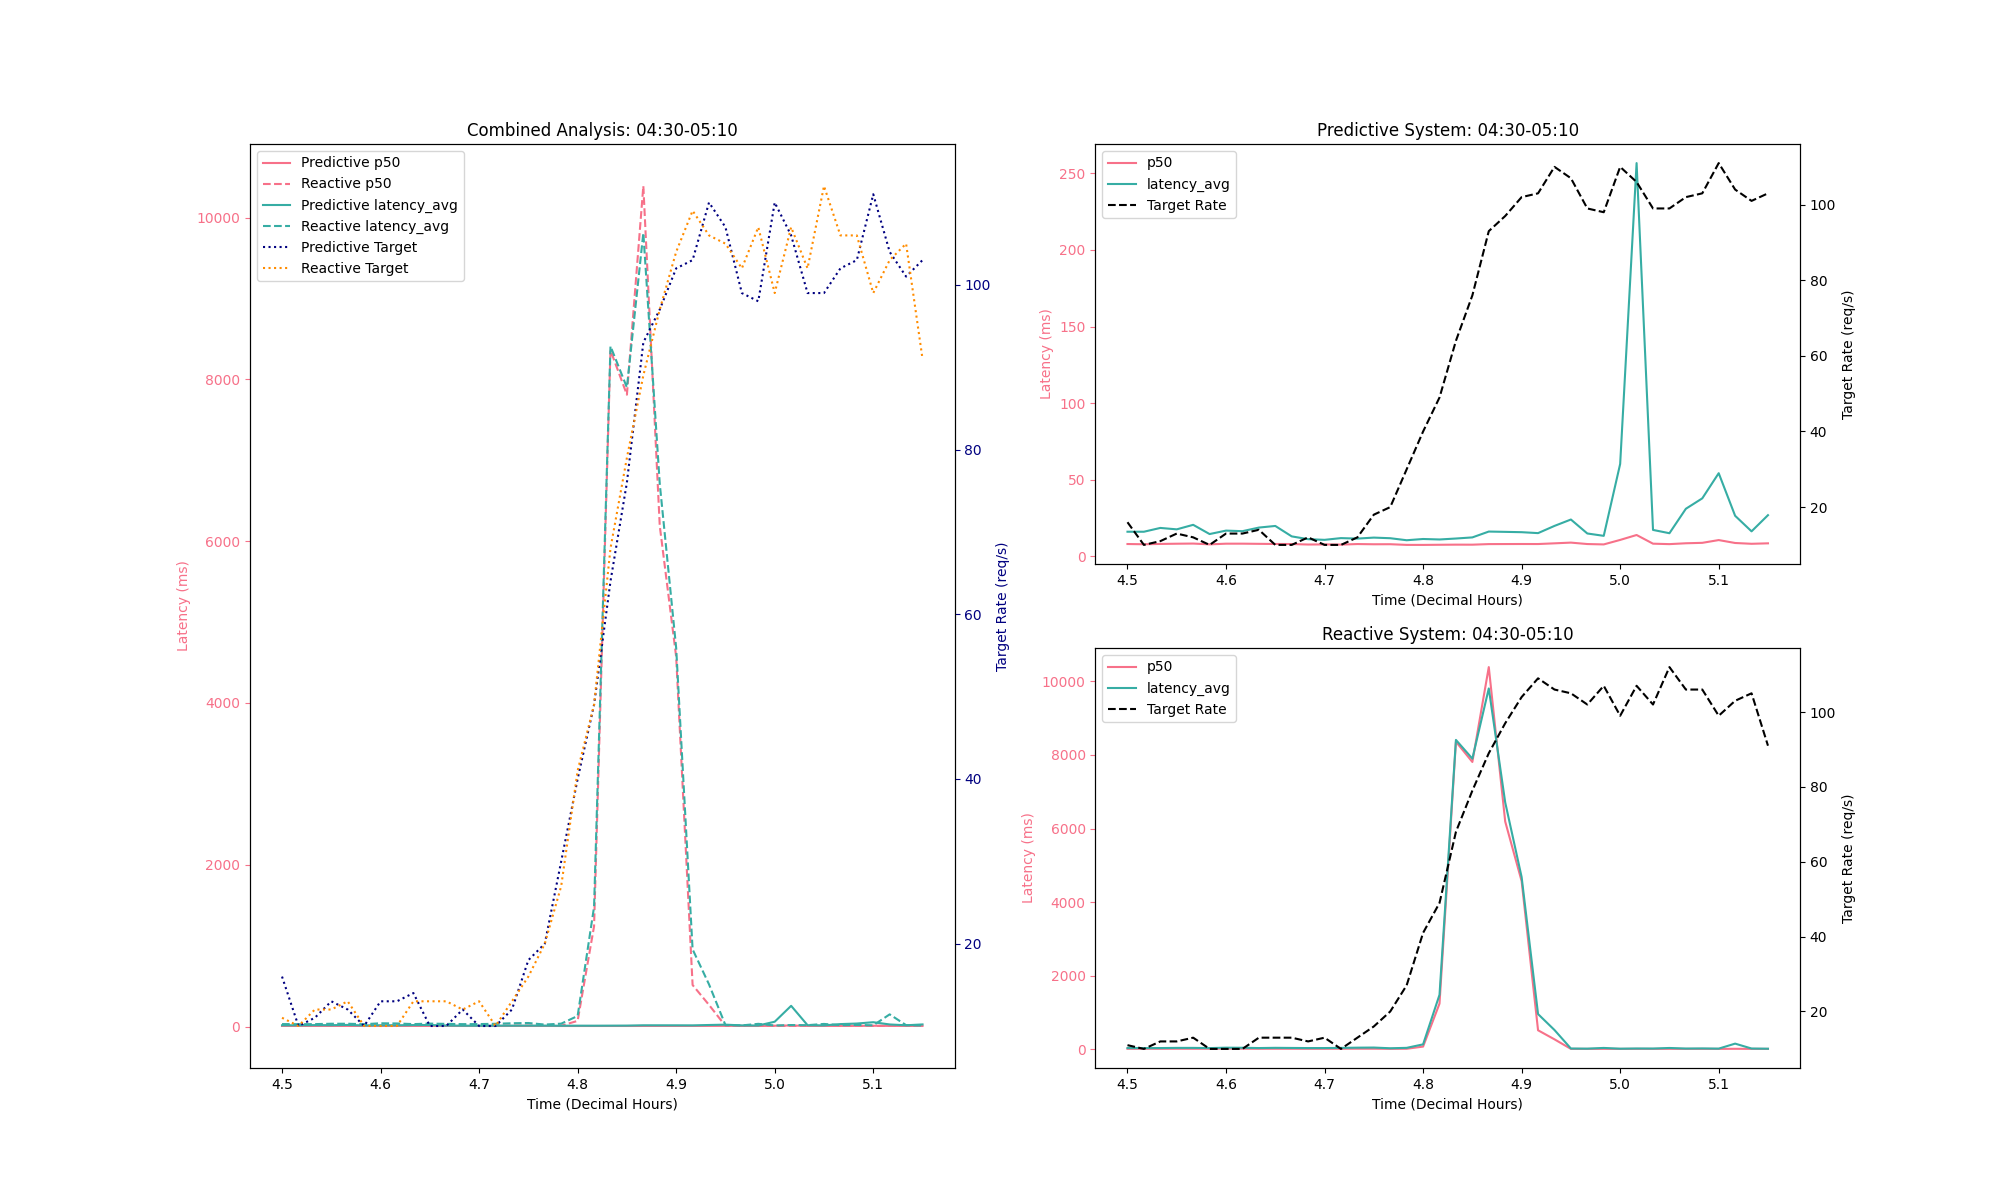 Combined Analysis: 04:30-05:10
Predictive p50
Reactive p50
Predictive latency_avg
Reactive latency_avg
Predictive Target
Reactive Target
Latency (ms)
10000
8000
6000
4000
2000
0
Target Rate (req/s)
100
80
60
40
20
4.5 4.6 4.7 4.8 4.9 5.0 5.1
Time (Decimal Hours)
Predictive System: 04:30-05:10
p50
latency_avg
Target Rate
Latency (ms)
250
200
150
100
50
0
Target Rate (req/s)
100
80
60
40
20
4.5 4.6 4.7 4.8 4.9 5.0 5.1
Time (Decimal Hours)
Reactive System: 04:30-05:10
p50
latency_avg
Target Rate
Latency (ms)
10000
8000
6000
4000
2000
0
Target Rate (req/s)
100
80
60
40
20
4.5 4.6 4.7 4.8 4.9 5.0 5.1
Time (Decimal Hours)